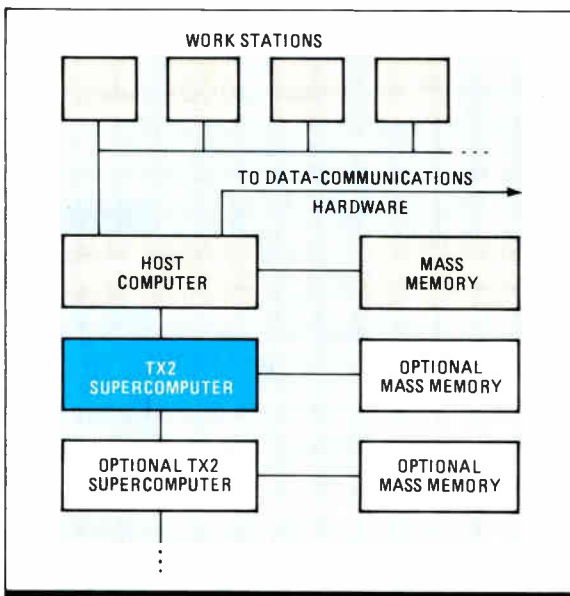 WORK STATIONS
TO DATA-COMMUNICATIONS
HARDWARE
HOST
COMPUTER
MASS
MEMORY
TX2
SUPERCOMPUTER
OPTIONAL
MASS MEMORY
OPTIONAL TX2
SUPERCOMPUTER
OPTIONAL
MASS MEMORY